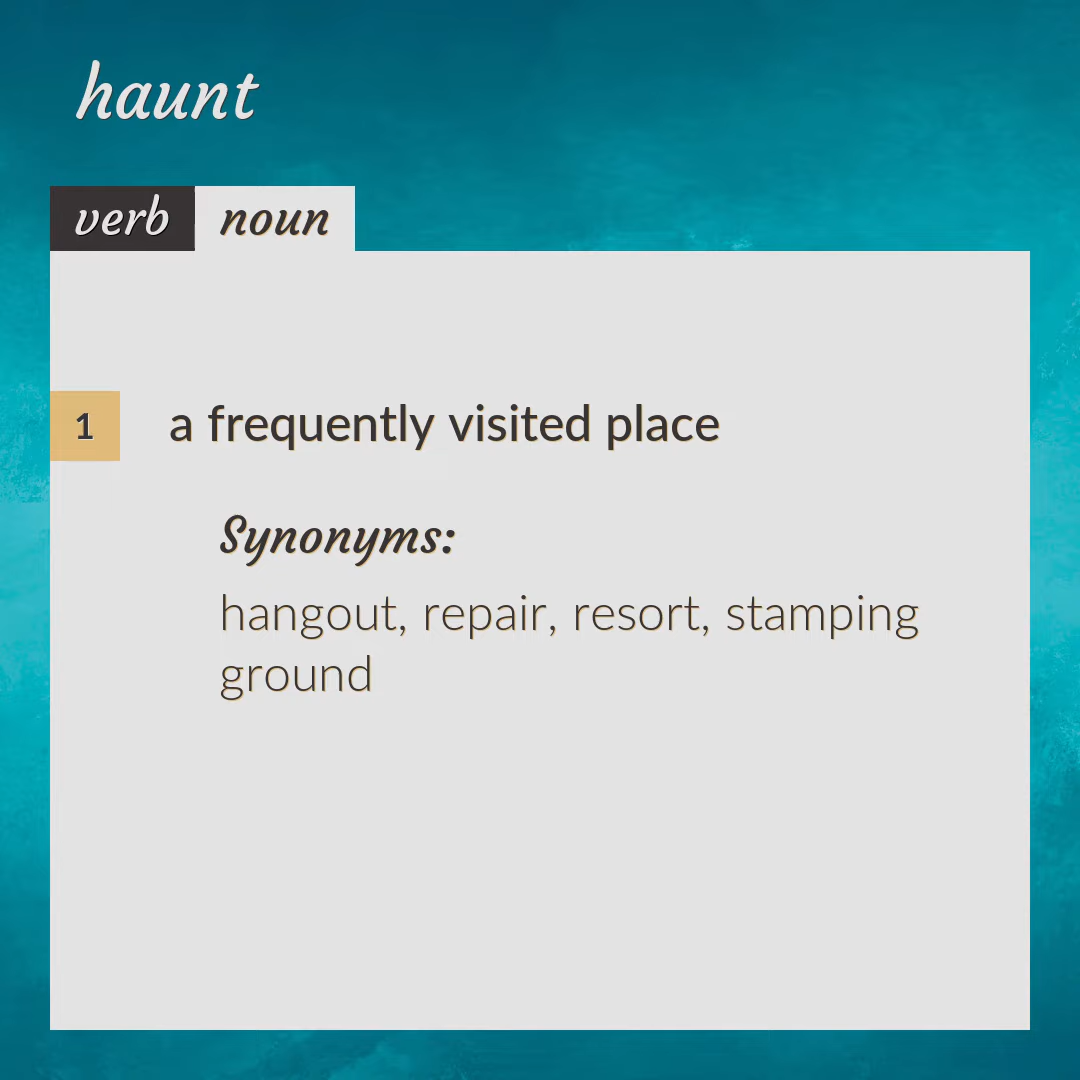 haunt
verb noun
1 a frequently visited place
Synonyms:
hangout, repair, resort, stamping
ground